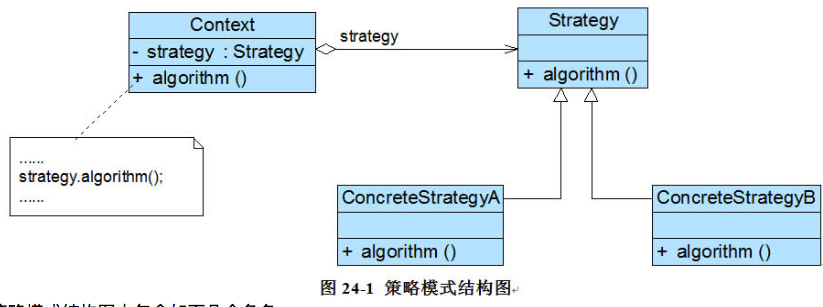 Context
- strategy : Strategy
+ algorithm ()
strategy
Strategy
+ algorithm ()
......
strategy.algorithm();
......
ConcreteStrategyA
+ algorithm ()
ConcreteStrategyB
+ algorithm ()
图 24-1 策略模式结构图